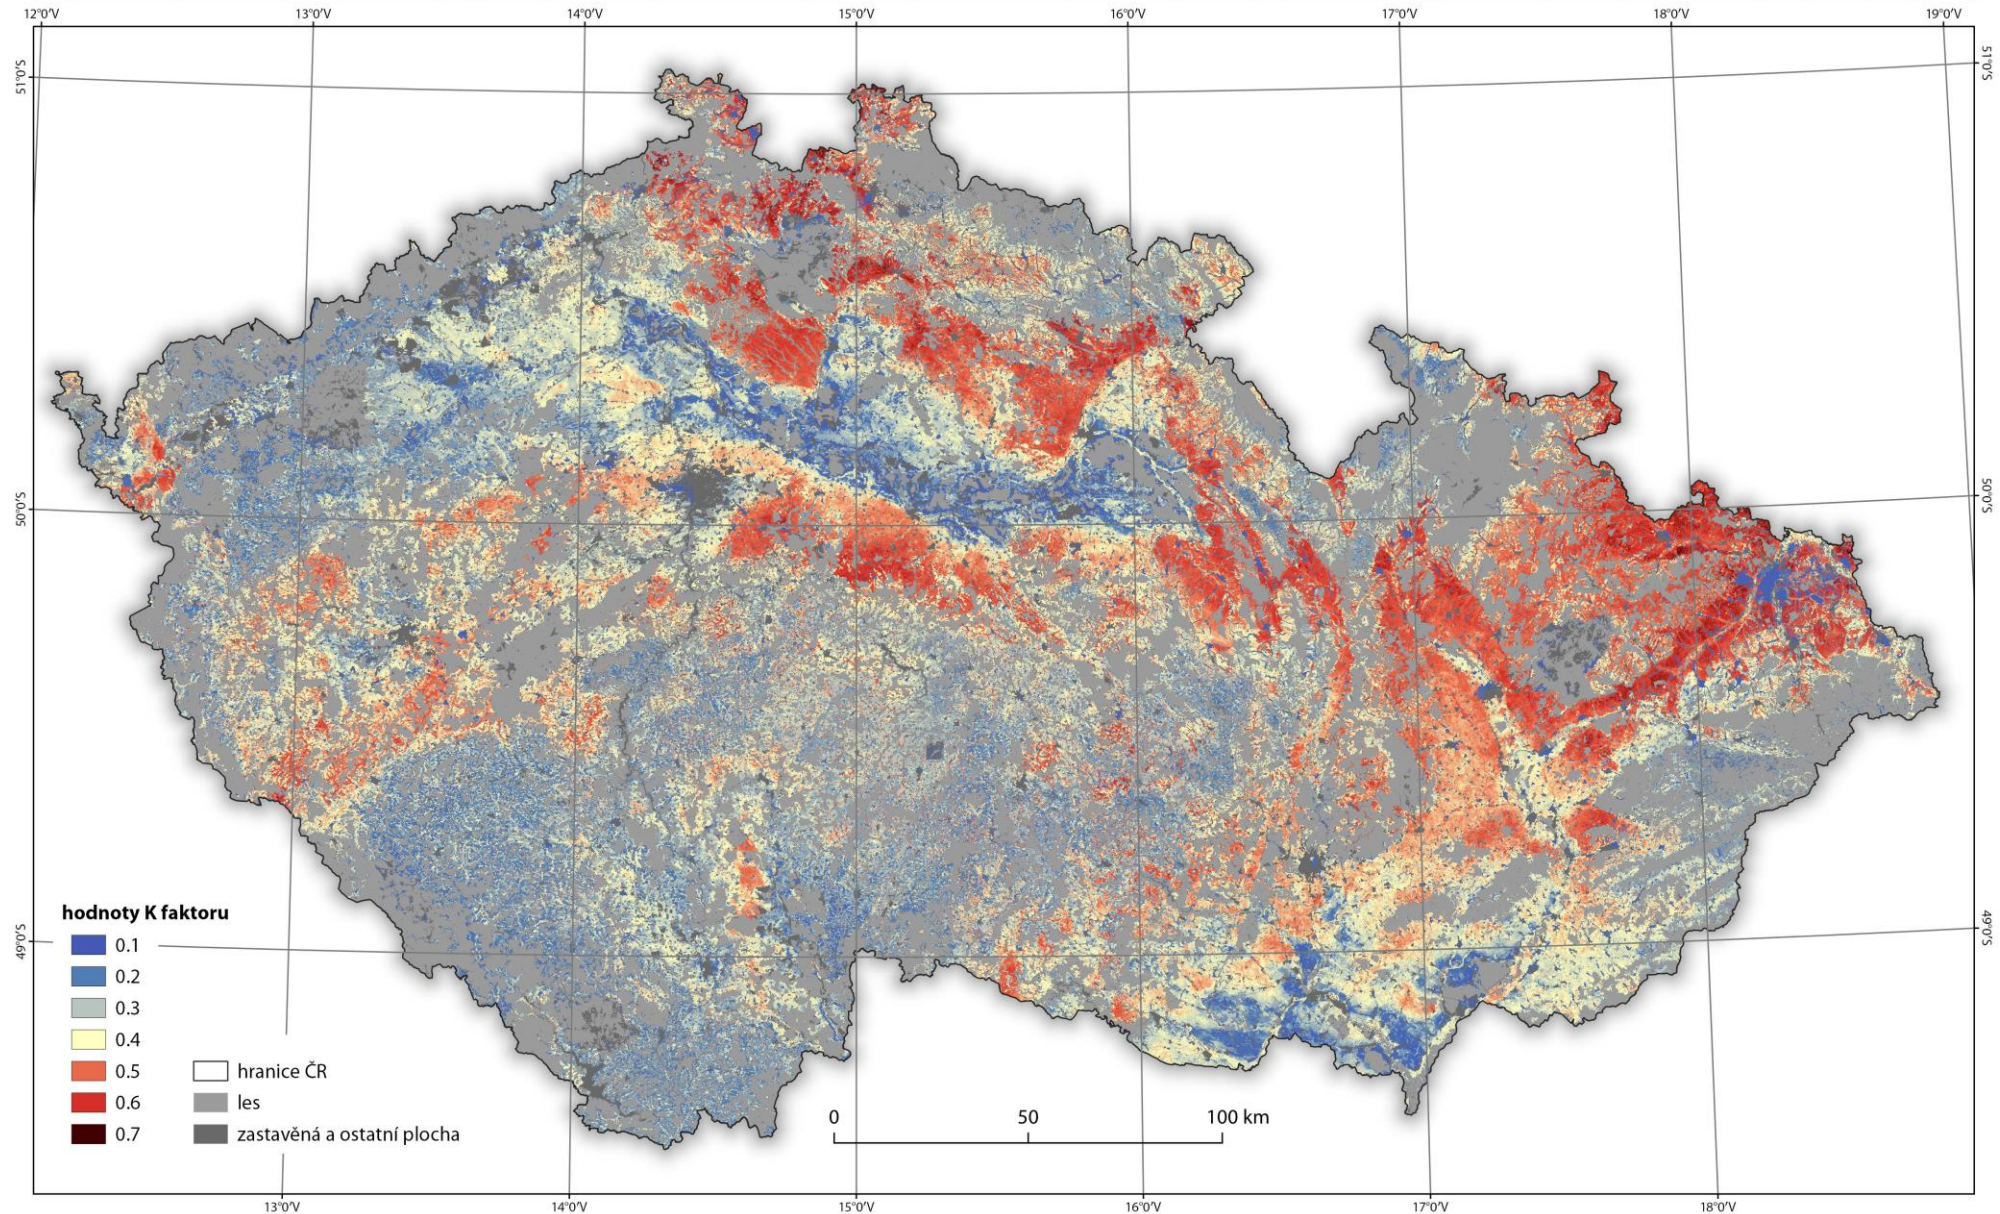 12°0'V 13°0'V 14°0'V 15°0'V 16°0'V 17°0'V 18°0'V 19°0'V
51°0'S 51°0'S
50°0'S 50°0'S
49°0'S 49°0'S
hodnoty K faktoru
0.1
0.2
0.3
0.4
0.5 hranice ČR
0.6 les
0.7 zastavěná a ostatní plocha
0 50 100 km
13°0'V 14°0'V 15°0'V 16°0'V 17°0'V 18°0'V